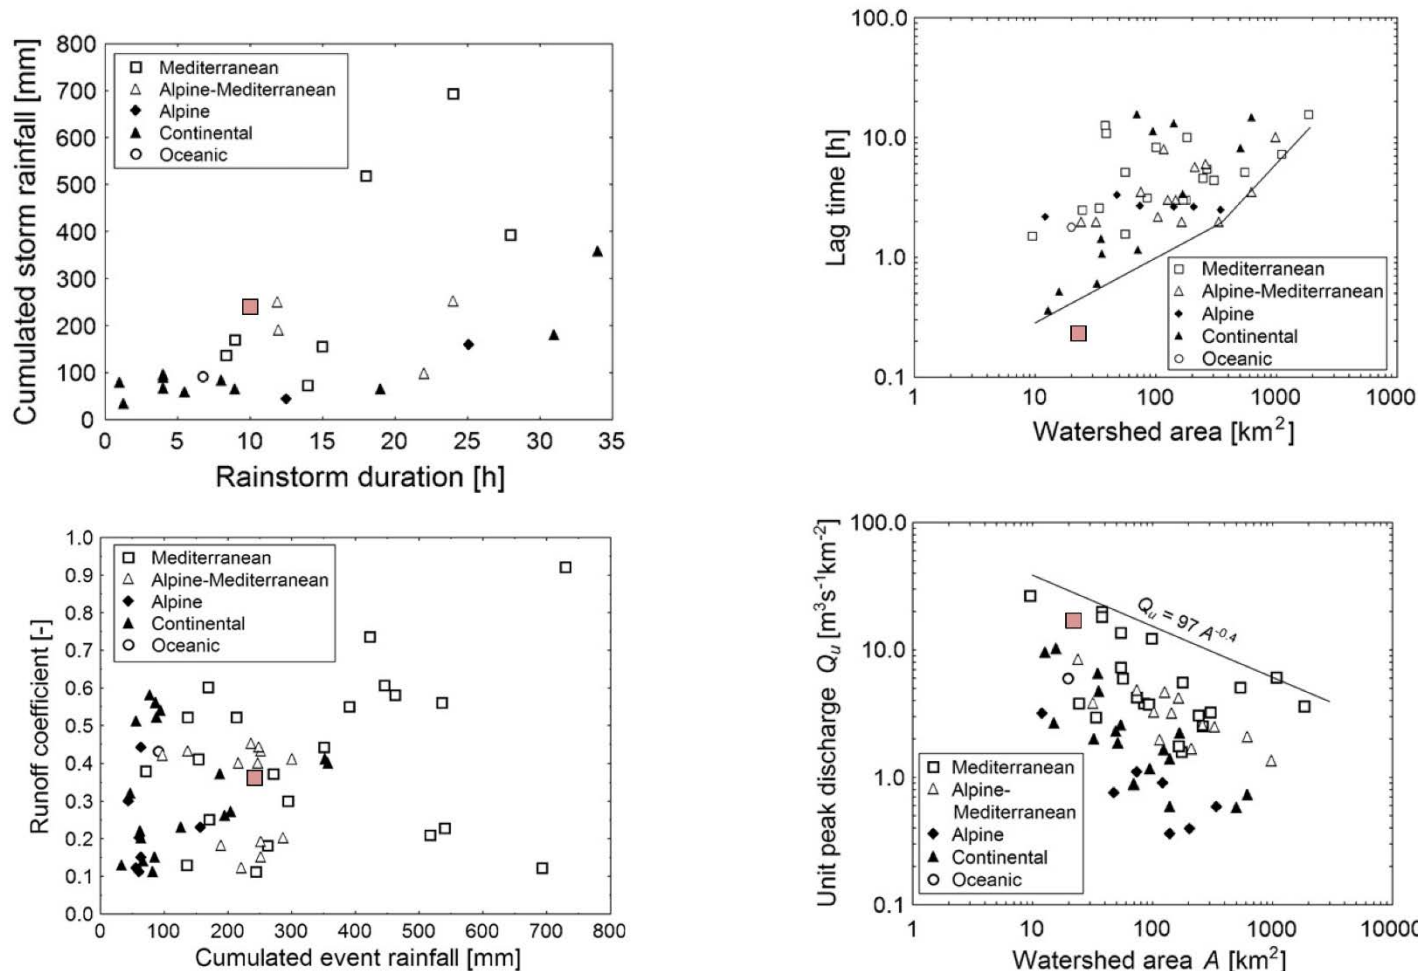 800
700
600
500
400
300
200
100
0
Cumulated storm rainfall [mm]
Mediterranean
Alpine-Mediterranean
Alpine
Continental
Oceanic
0 5 10 15 20 25 30 35
Rainstorm duration [h]
100.0
10.0
1.0
0.1
Lag time [h]
Mediterranean
Alpine-Mediterranean
Alpine
Continental
Oceanic
1 10 100 1000 1000
Watershed area [km²]
1.0
0.9
0.8
0.7
0.6
0.5
0.4
0.3
0.2
0.1
0.0
Runoff coefficient [-]
Mediterranean
Alpine-Mediterranean
Alpine
Continental
Oceanic
0 100 200 300 400 500 600 700 800
Cumulated event rainfall [mm]
100.0
10.0
1.0
0.1
Unit peak discharge Qu [m³s⁻¹km⁻²]
u = 97 A⁻⁰·⁴
Mediterranean
Alpine-
Mediterranean
Alpine
Continental
Oceanic
1 10 100 1000 10000
Watershed area A [km²]